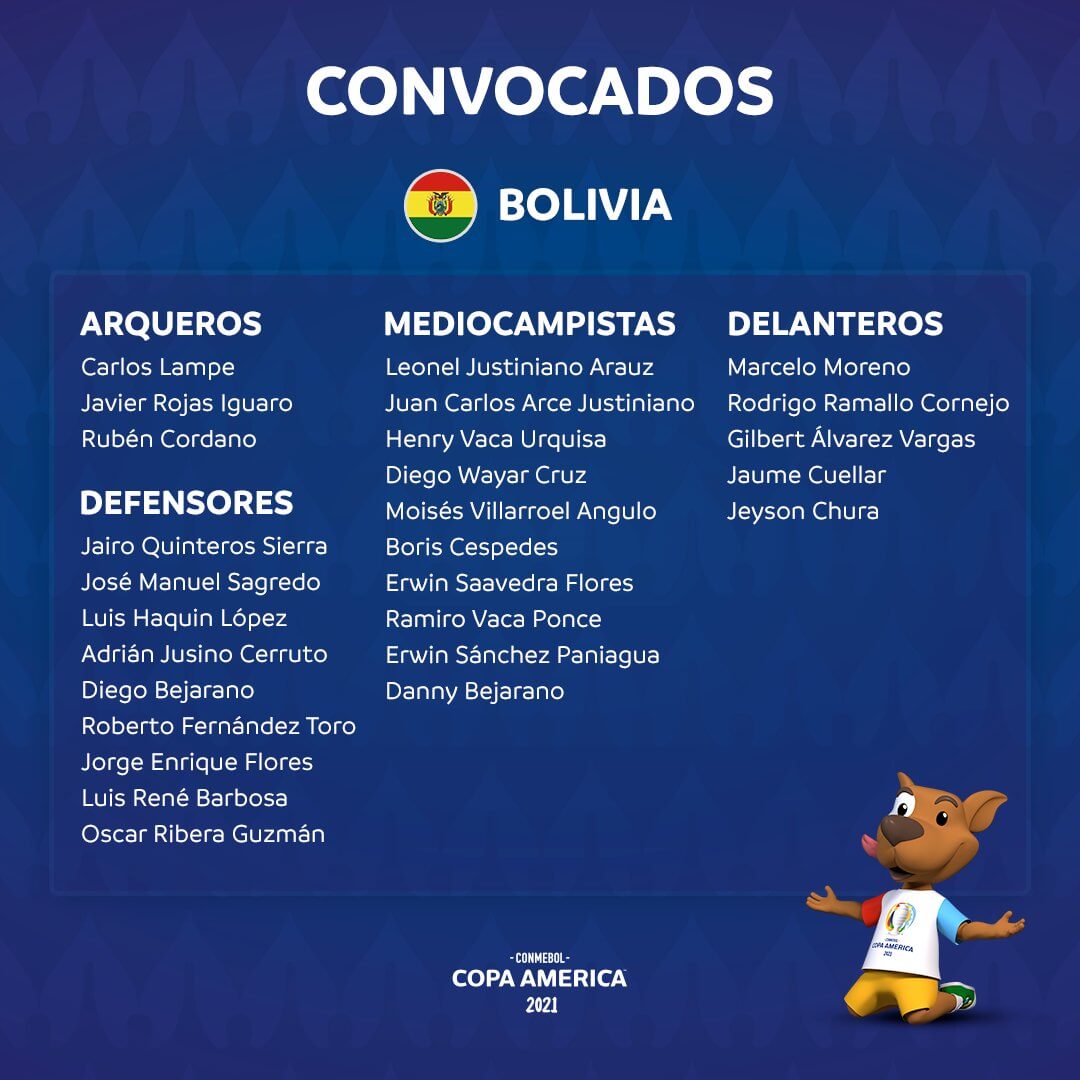 CONVOCADOS
BOLIVIA
ARQUEROS
Carlos Lampe
Javier Rojas Iguaro
Rubén Cordano
DEFENSORES
Jairo Quinteros Sierra
José Manuel Sagredo
Luis Haquin López
Adrián Jusino Cerruto
Diego Bejarano
Roberto Fernández Toro
Jorge Enrique Flores
Luis René Barbosa
Oscar Ribera Guzmán
MEDIOCAMPISTAS
Leonel Justiniano Arauz
Juan Carlos Arce Justiniano
Henry Vaca Urquisa
Diego Wayar Cruz
Moisés Villarroel Angulo
Boris Cespedes
Erwin Saavedra Flores
Ramiro Vaca Ponce
Erwin Sánchez Paniagua
Danny Bejarano
DELANTEROS
Marcelo Moreno
Rodrigo Ramallo Cornejo
Gilbert Álvarez Vargas
Jaume Cuellar
Jeyson Chura
- CONMEBOL -
COPA AMERICA
2021
- CONMEBOL -
COPA AMERICA
2021